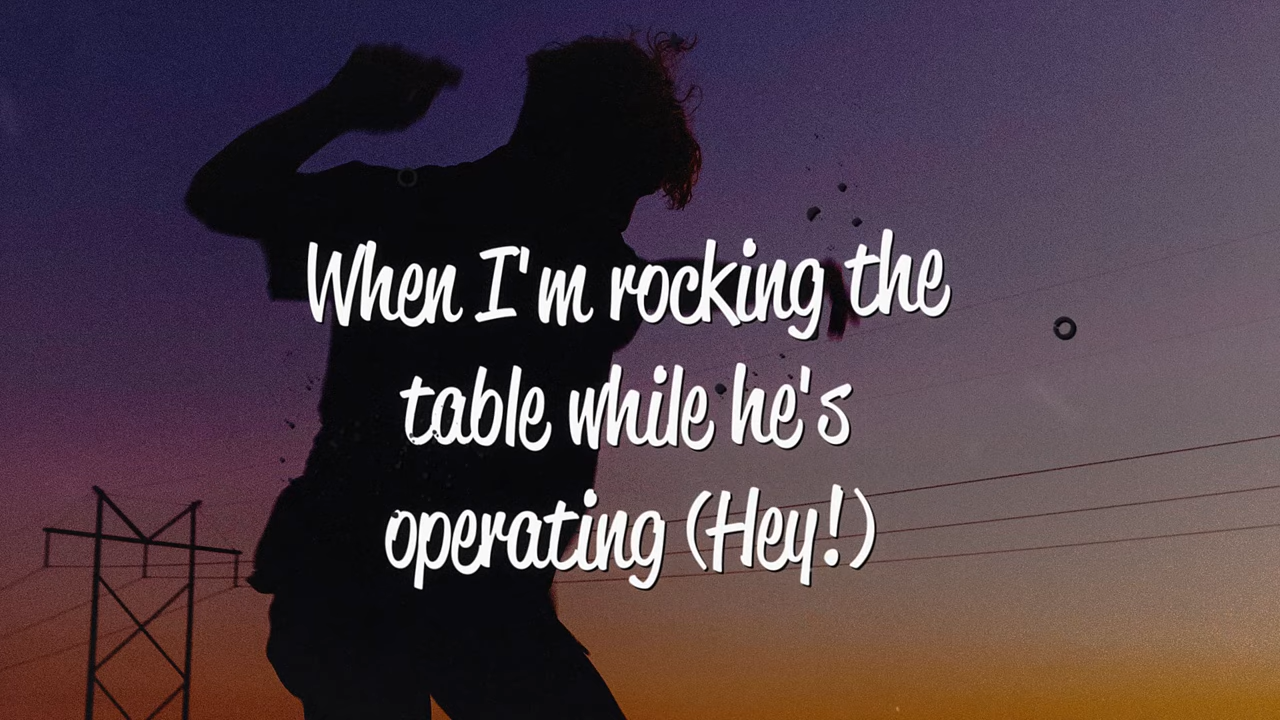 When I'm rocking the
table while he's
operating (Hey!)